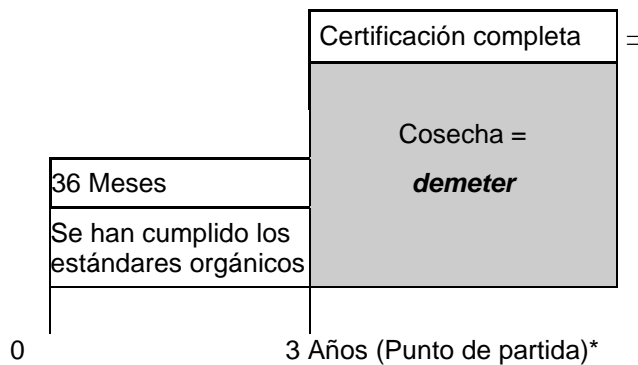 Certificación completa
Cosecha =
demeter
36 Meses
Se han cumplido los
estándares orgánicos
0
3 Años (Punto de partida)*